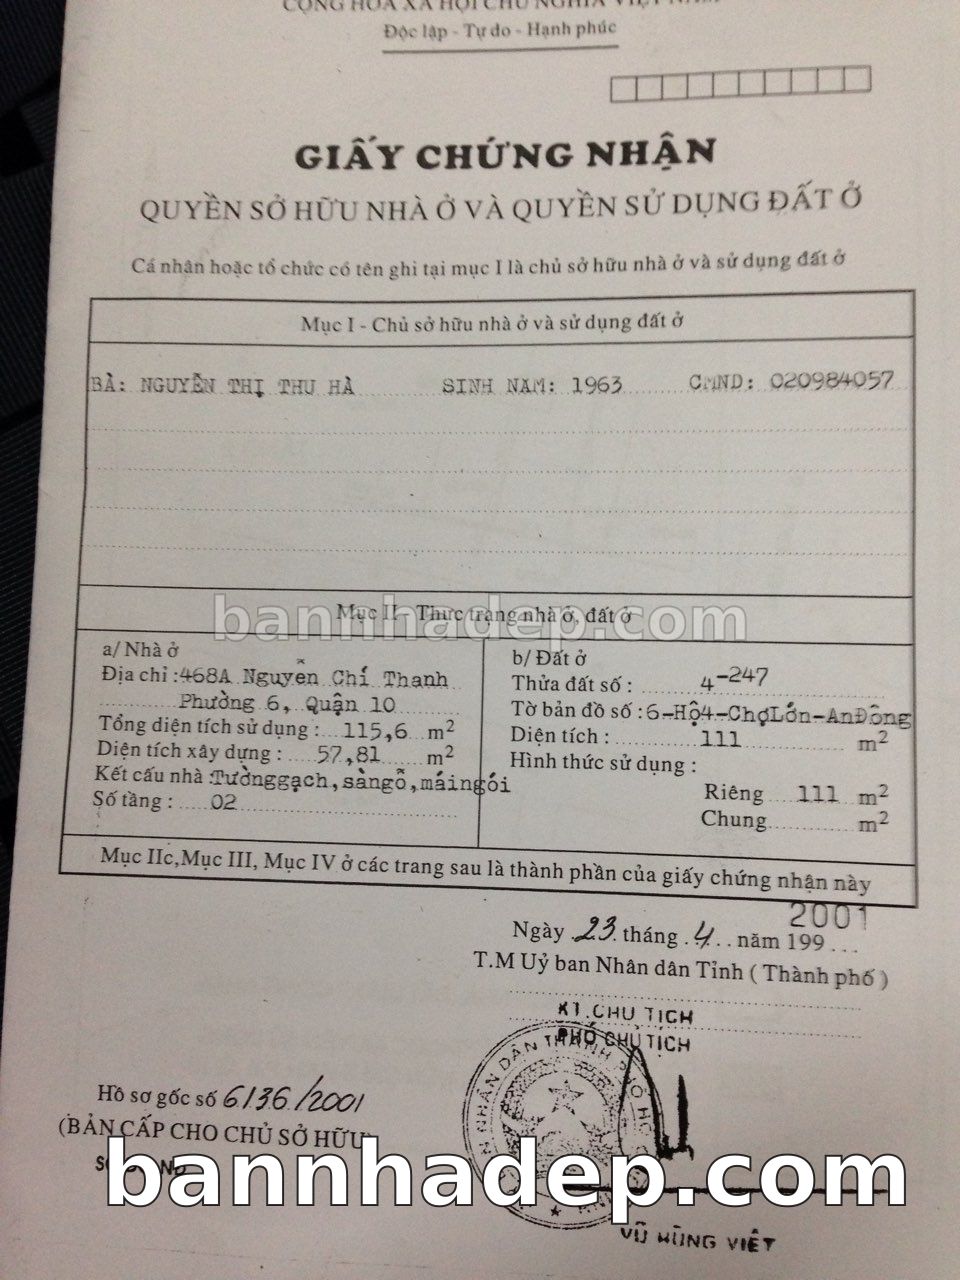 CỘNG HÒA XÃ HỘI CHỦ NGHĨA VIỆT NAM
Độc lập - Tự do - Hạnh phúc
GIẤY CHỨNG NHẬN
QUYỀN SỞ HỮU NHÀ Ở VÀ QUYỀN SỬ DỤNG ĐẤT Ở
Cá nhân hoặc tổ chức có tên ghi tại mục I là chủ sở hữu nhà ở và sử dụng đất ở
Mục I - Chủ sở hữu nhà ở và sử dụng đất ở
BÀ: NGUYỄN THỊ THU HÀ SINH NĂM: 1963 CMND: 020984057
Mục II - Thực trạng nhà ở, đất ở
bannhadep.com
a/ Nhà ở
Địa chỉ : 468A Nguyễn Chí Thanh
Phường 6, Quận 10
Tổng diện tích sử dụng : 115,6 m2
Diện tích xây dựng : 57,81 m2
Kết cấu nhà : Tườnggạch, sàngỗ, máingói
Số tầng : 02
b/ Đất ở
Thửa đất số : 4-247
Tờ bản đồ số : 6-Hộ4-ChợLớn-AnĐông
Diện tích : 111 m2
Hình thức sử dụng :
Riêng 111 m2
Chung m2
Mục IIc, Mục III, Mục IV ở các trang sau là thành phần của giấy chứng nhận này
2001
Ngày 23 tháng 4 năm 199
T.M Uỷ ban Nhân dân Tỉnh ( Thành phố )
KT.CHỦ TỊCH
PHÓ CHỦ TỊCH
Hồ sơ gốc số 6136/2001
(BẢN CẤP CHO CHỦ SỞ HỮU)
bannhadep.com
VŨ HÙNG VIỆT